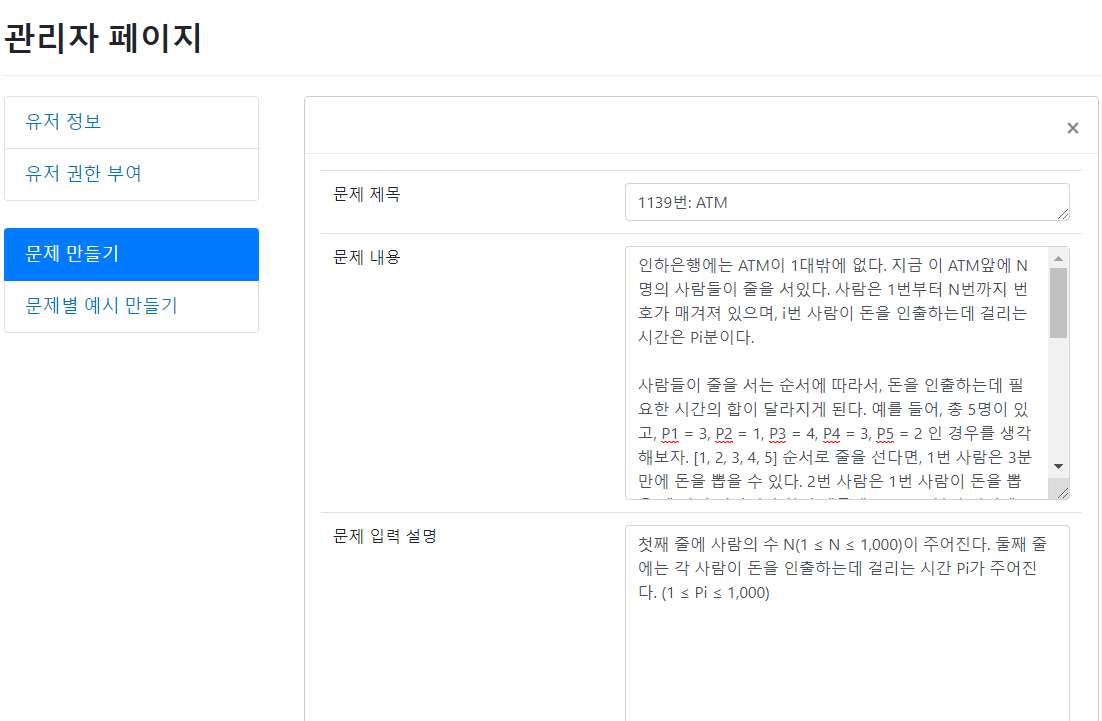 관리자 페이지
유저 정보
유저 권한 부여
문제 만들기
문제별 예시 만들기
×
문제 제목
1139번: ATM
문제 내용
인하은행에는 ATM이 1대밖에 없다. 지금 이 ATM앞에 N
명의 사람들이 줄을 서있다. 사람은 1번부터 N번까지 번
호가 매겨져 있으며, i번 사람이 돈을 인출하는데 걸리는
시간은 Pi분이다.
사람들이 줄을 서는 순서에 따라서, 돈을 인출하는데 필
요한 시간의 합이 달라지게 된다. 예를 들어, 총 5명이 있
고, P1 = 3, P2 = 1, P3 = 4, P4 = 3, P5 = 2 인 경우를 생각
해보자. [1, 2, 3, 4, 5] 순서로 줄을 선다면, 1번 사람은 3분
만에 돈을 뽑을 수 있다. 2번 사람은 1번 사람이 돈을 뽑
문제 입력 설명
첫째 줄에 사람의 수 N(1 ≤ N ≤ 1,000)이 주어진다. 둘째 줄
에는 각 사람이 돈을 인출하는데 걸리는 시간 Pi가 주어진
다. (1 ≤ Pi ≤ 1,000)